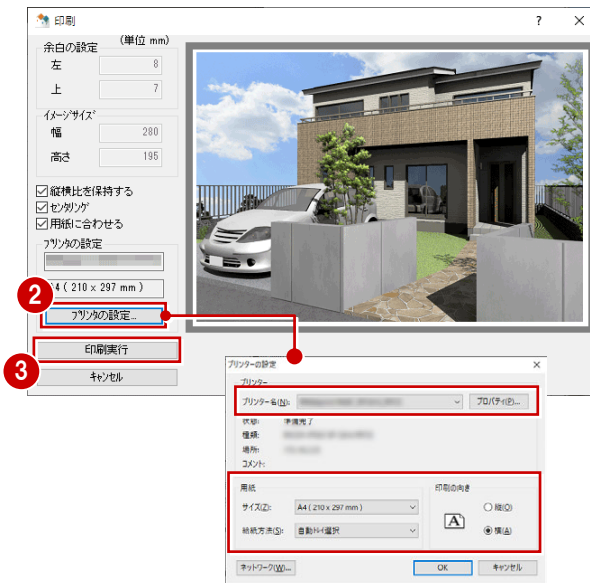 印刷 ? ×
余白の設定 (単位 mm)
左 8
上 7
ｲﾒｰｼﾞｻｲｽﾞ
幅 280
高さ 195
縦横比を保持する
ｾﾝﾀﾘﾝｸﾞ
用紙に合わせる
ﾌﾟﾘﾝﾀの設定
4 ( 210 x 297 mm )
2
ﾌﾟﾘﾝﾀの設定...
印刷実行
3
ｷｬﾝｾﾙ
プリンターの設定 ×
プリンター
プリンター名(N): プロパティ(P)...
状態: 準備完了
種類:
場所:
コメント:
用紙 印刷の向き
サイズ(Z): A4 ( 210 x 297 mm ) 縦(O)
A
給紙方法(S): 自動ﾄﾚｲ選択 横(A)
ネットワーク(W)... OK キャンセル